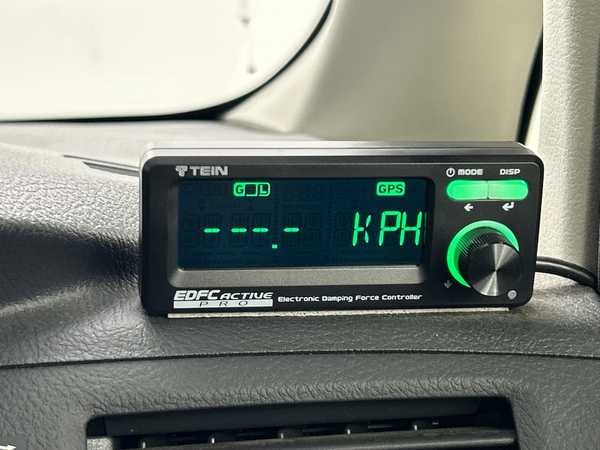 TEIN
MODE DISP
G L GPS
---.- KPH
EDFC ACTIVE
PRO
Electronic Damping Force Controller